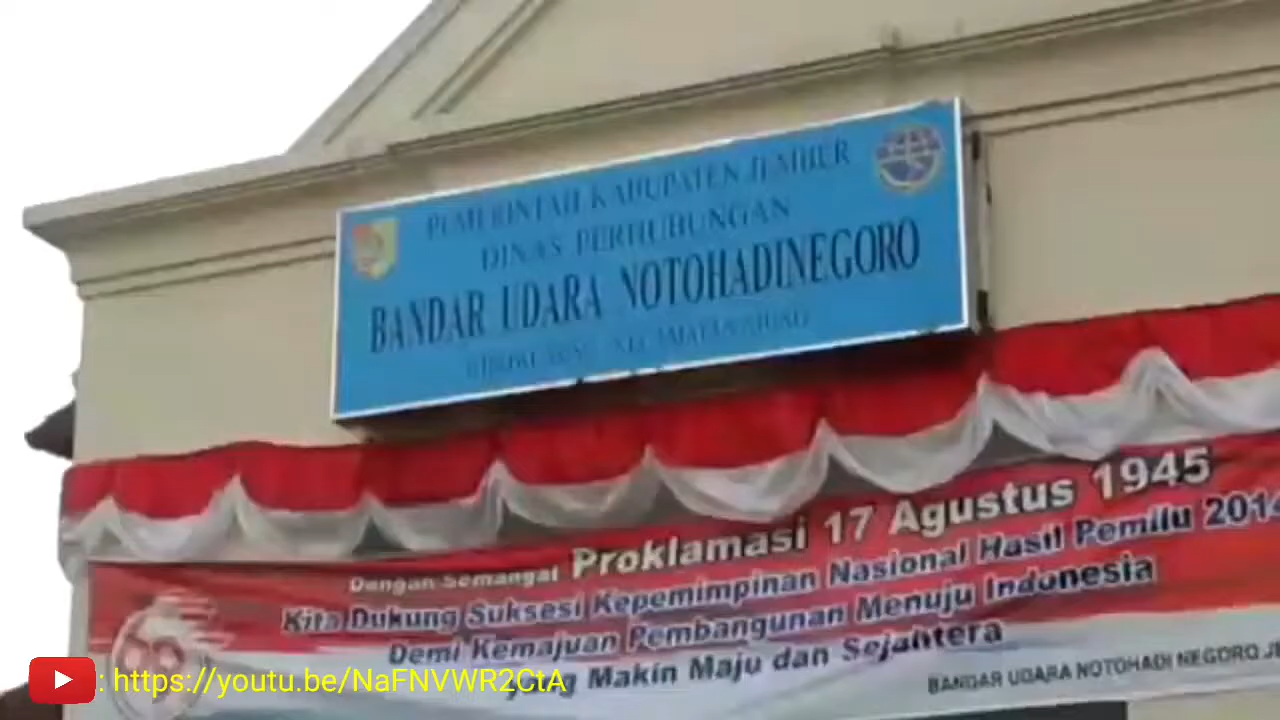 PEMERINTAH KABUPATEN JEMBER
DINAS PERHUBUNGAN
BANDAR UDARA NOTOHADINEGORO
Dengan Semangat Proklamasi 17 Agustus 1945
Kita Dukung Suksesi Kepemimpinan Nasional Hasil Pemilu 2014
Demi Kemajuan Pembangunan Menuju Indonesia
yang Makin Maju dan Sejahtera
BANDAR UDARA NOTOHADI NEGORO JE
: https://youtu.be/NaFNVWR2CtA